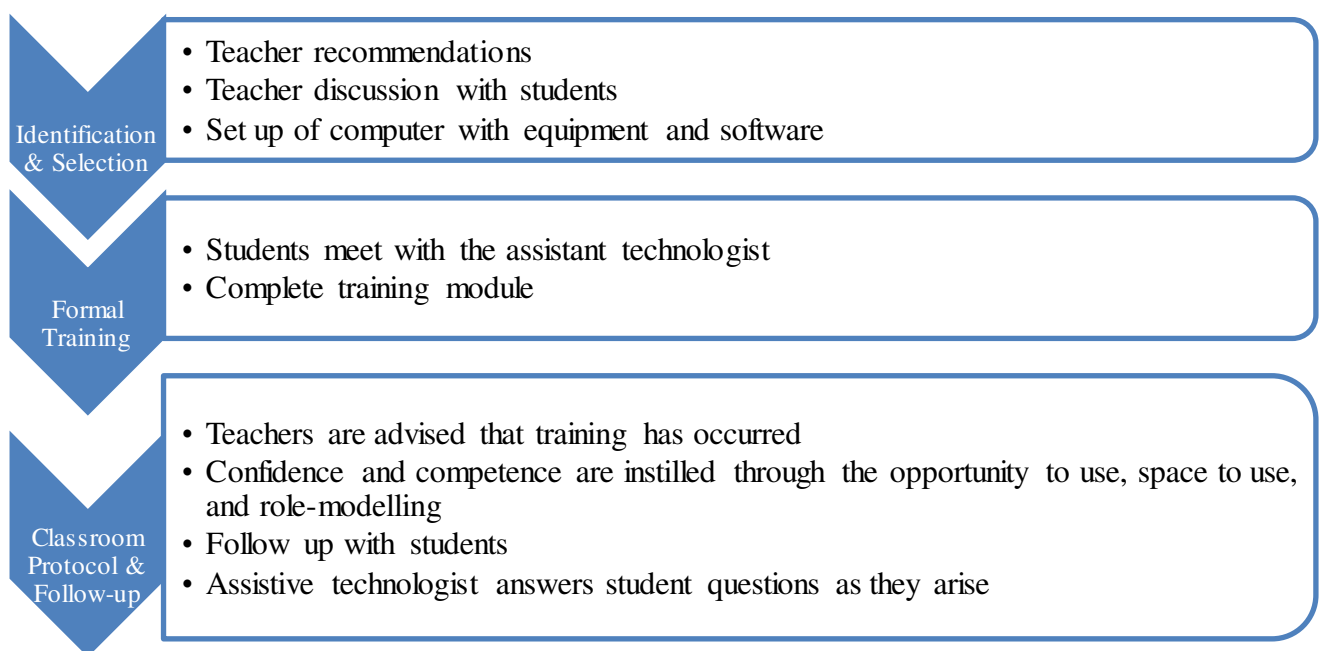 Identification
& Selection
• Teacher recommendations
• Teacher discussion with students
• Set up of computer with equipment and software
Formal
Training
• Students meet with the assistant technologist
• Complete training module
Classroom
Protocol &
Follow-up
• Teachers are advised that training has occurred
• Confidence and competence are instilled through the opportunity to use, space to use,
and role-modelling
• Follow up with students
• Assistive technologist answers student questions as they arise